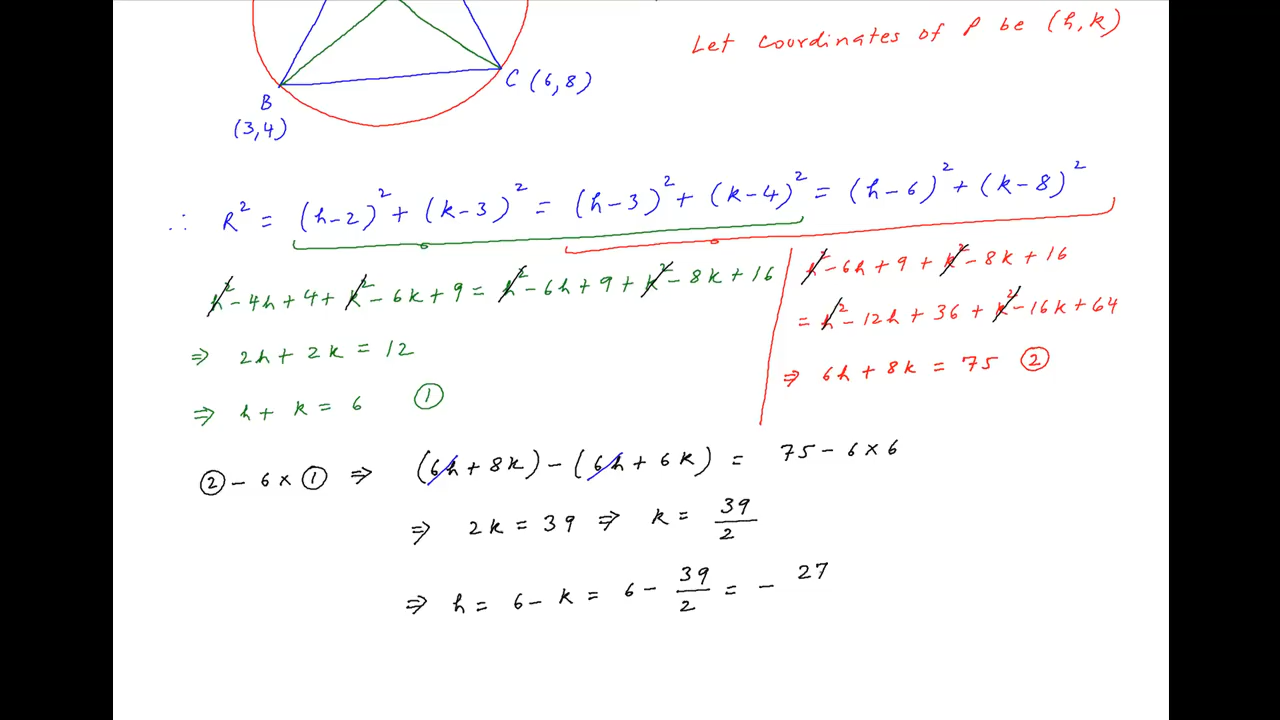 Let coordinates of P be (h, k)
C (6, 8)
B
(3, 4)
∴ R² = (h-2)² + (k-3)² = (h-3)² + (k-4)² = (h-6)² + (k-8)²
h² - 4h + 4 + k² - 6k + 9 = h² - 6h + 9 + k² - 8k + 16
⇒ 2h + 2k = 12
⇒ h + k = 6 ①
h² - 6h + 9 + k² - 8k + 16
= h² - 12h + 36 + k² - 16k + 64
⇒ 6h + 8k = 75 ②
② - 6 × ① ⇒ (6h + 8k) - (6h + 6k) = 75 - 6 × 6
⇒ 2k = 39 ⇒ k = 39/2
⇒ h = 6 - k = 6 - 39/2 = - 27